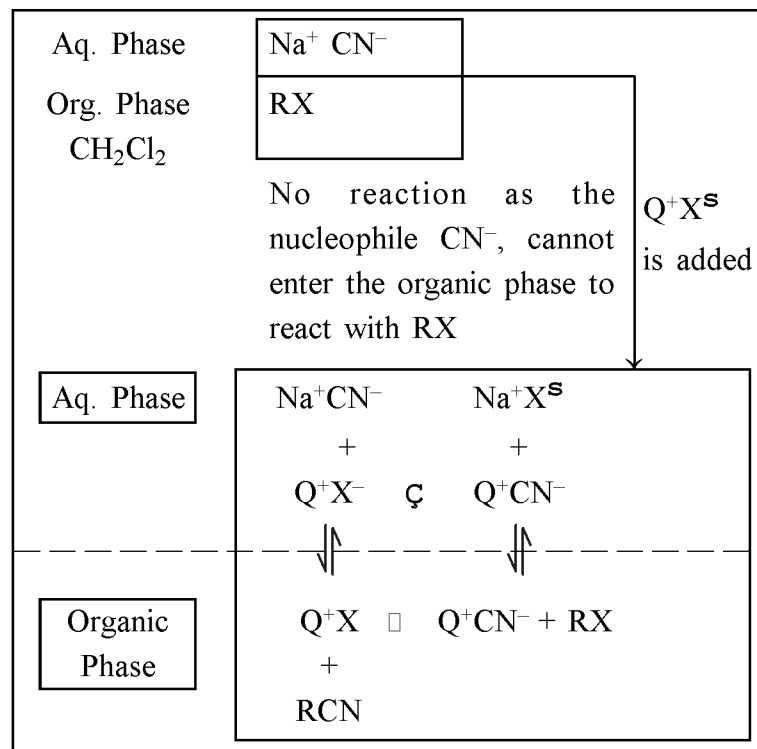 Aq. Phase Na⁺ CN⁻
Org. Phase RX
CH₂Cl₂
No reaction as the
nucleophile CN⁻, cannot
enter the organic phase to
react with RX
Q⁺Xˢ
is added
Aq. Phase Na⁺CN⁻ Na⁺Xˢ
+ +
Q⁺X⁻ Ç Q⁺CN⁻
⇌ ⇌
Organic Q⁺X □ Q⁺CN⁻ + RX
Phase +
RCN